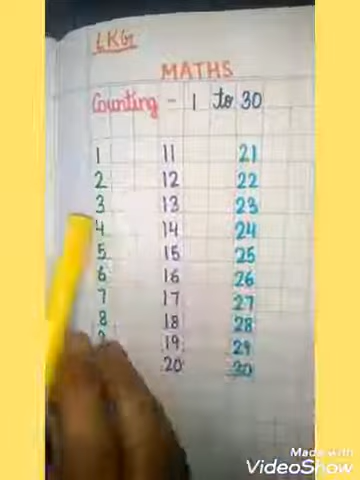 LKG
MATHS
Counting - 1 to 30
1 11 21
2 12 22
3 13 23
4 14 24
5 15 25
6 16 26
7 17 27
8 18 28
9 19 29
20 30
Made with
VideoShow